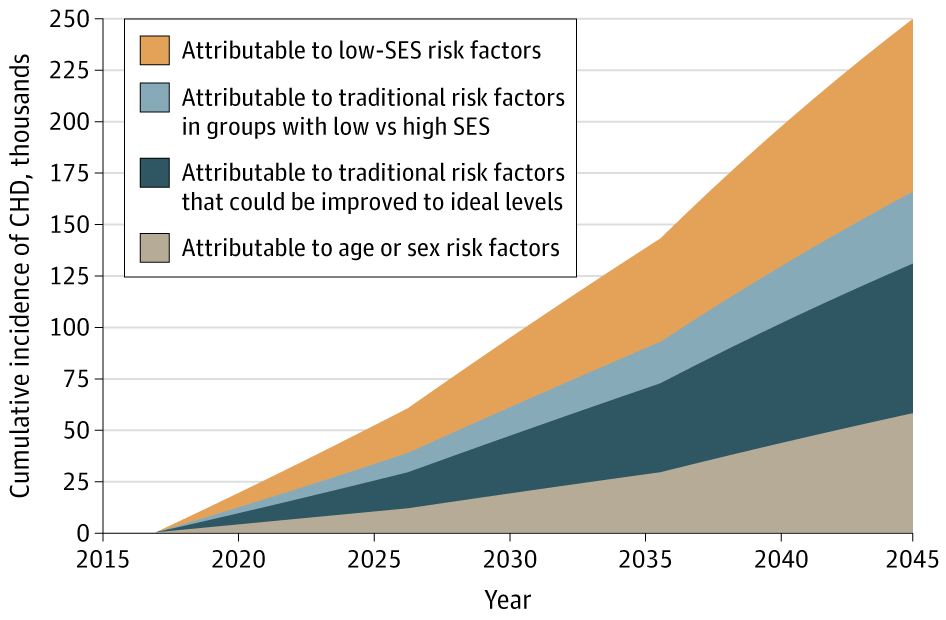 250
225
200
175
150
125
100
75
50
25
0
Cumulative incidence of CHD, thousands
Attributable to low-SES risk factors
Attributable to traditional risk factors
in groups with low vs high SES
Attributable to traditional risk factors
that could be improved to ideal levels
Attributable to age or sex risk factors
2015 2020 2025 2030 2035 2040 2045
Year